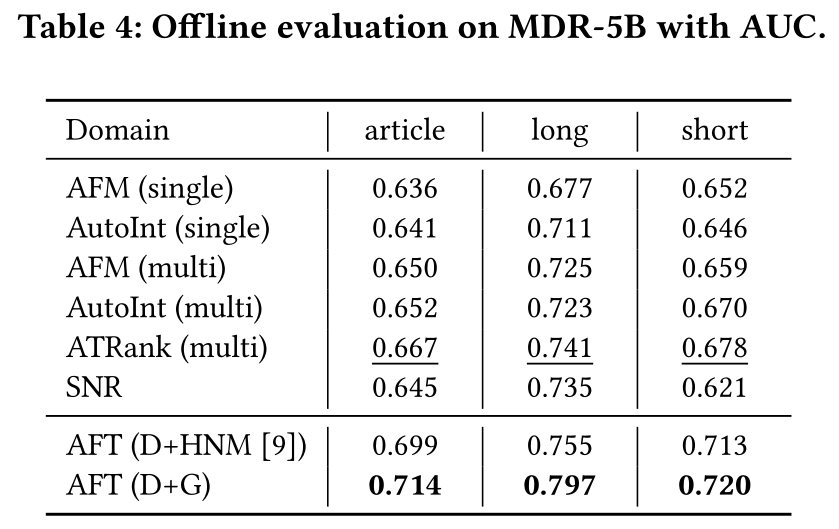 Table 4: Offline evaluation on MDR-5B with AUC.
Domain article long short
AFM (single) 0.636 0.677 0.652
AutoInt (single) 0.641 0.711 0.646
AFM (multi) 0.650 0.725 0.659
AutoInt (multi) 0.652 0.723 0.670
ATRank (multi) 0.667 0.741 0.678
SNR 0.645 0.735 0.621
AFT (D+HNM [9]) 0.699 0.755 0.713
AFT (D+G) 0.714 0.797 0.720